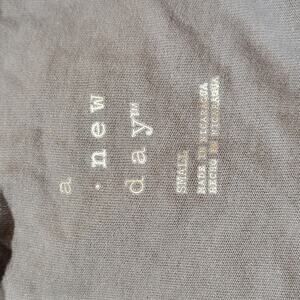 a
. new
day™
SMALL
MADE IN NICARAGUA
HECHO EN NICARAGUA